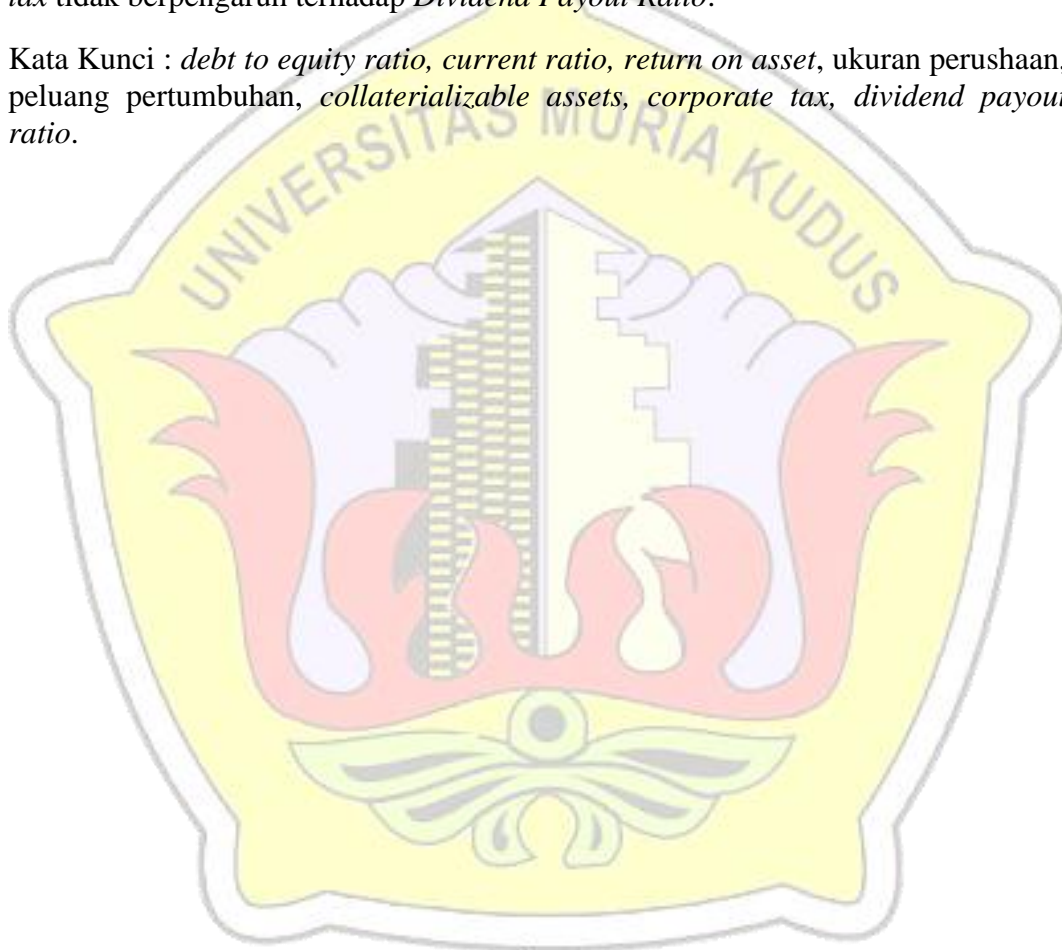 tax tidak berpengaruh terhadap Dividend Payout Ratio.
Kata Kunci : debt to equity ratio, current ratio, return on asset, ukuran perushaan,
peluang pertumbuhan, collaterializable assets, corporate tax, dividend payout
ratio.
UNIVERSITAS MURIA KUDUS